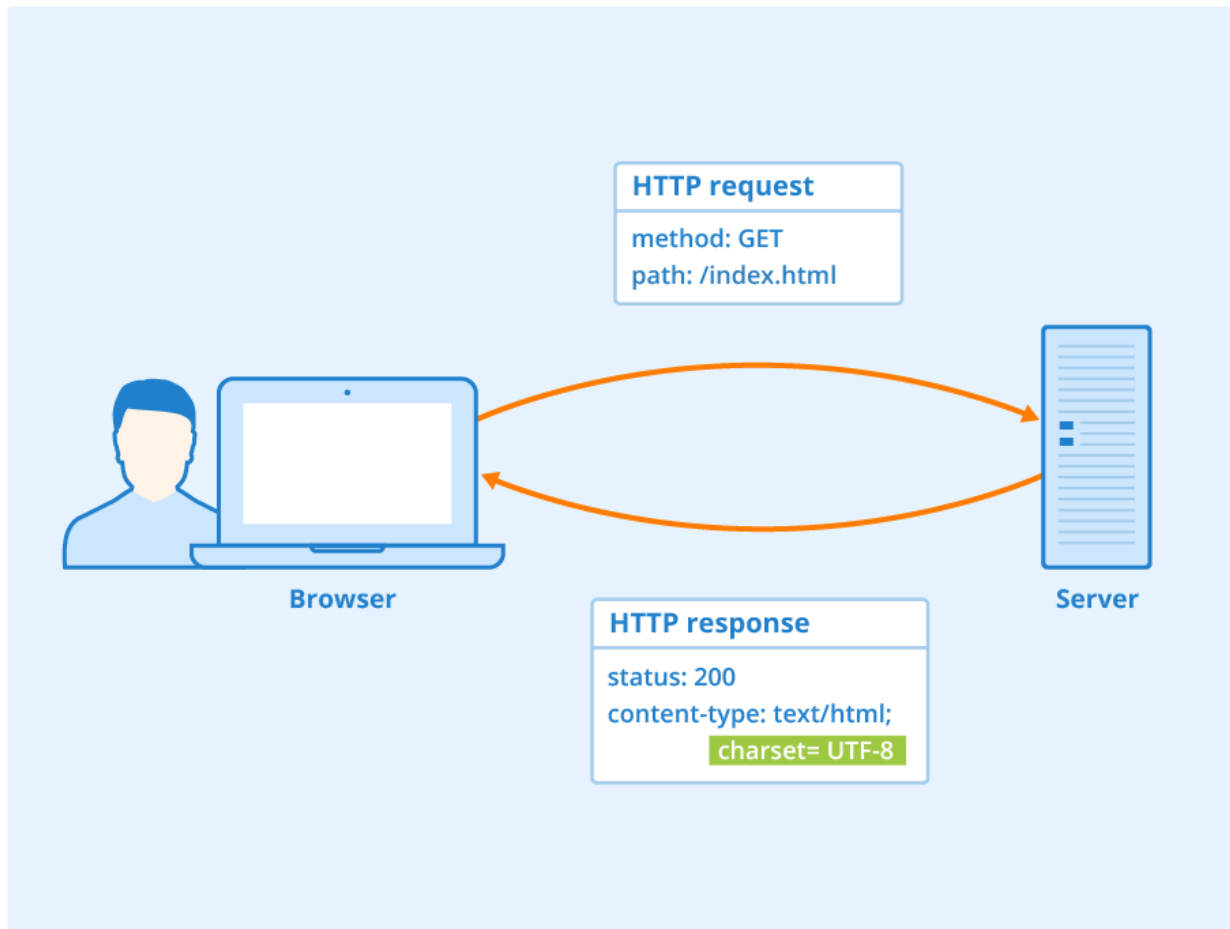 HTTP request
method: GET
path: /index.html
Browser
Server
HTTP response
status: 200
content-type: text/html;
charset= UTF-8